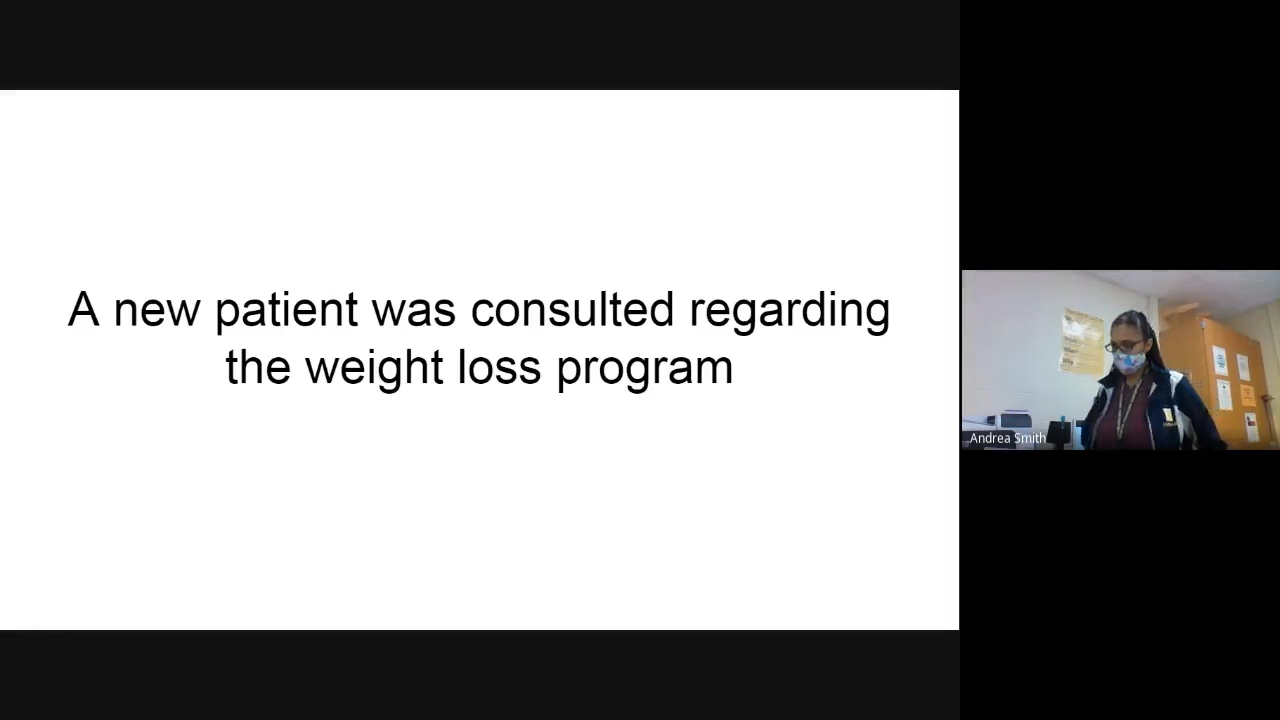 A new patient was consulted regarding
the weight loss program
Andrea Smith